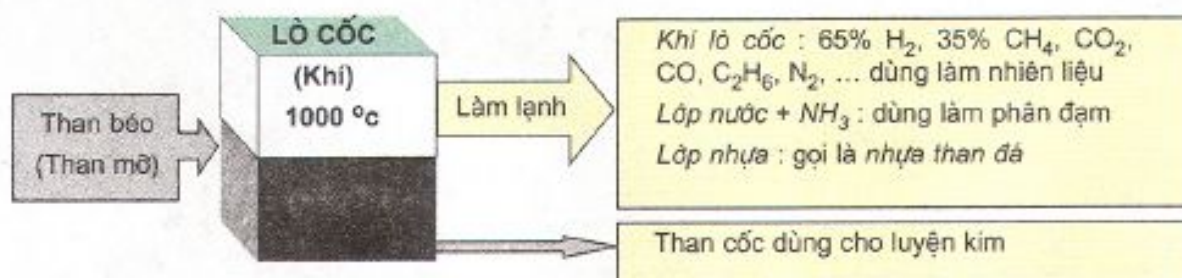 LÒ CỐC
(Khí)
1000 ºc
Than béo
(Than mỡ)
Làm lạnh
Khí lò cốc : 65% H₂, 35% CH₄, CO₂,
CO, C₂H₆, N₂, ... dùng làm nhiên liệu
Lớp nước + NH₃ : dùng làm phân đạm
Lớp nhựa : gọi là nhựa than đá
Than cốc dùng cho luyện kim